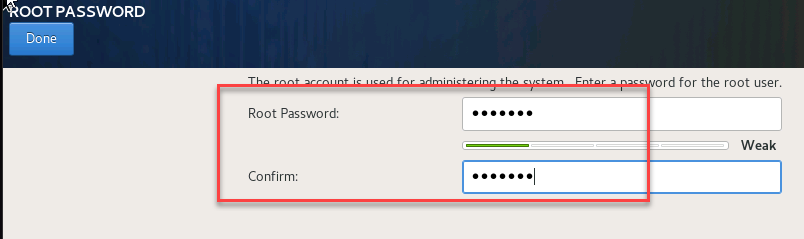 ROOT PASSWORD
Done
The root account is used for administering the system. Enter a password for the root user.
Root Password:
•••••••
Weak
Confirm:
•••••••